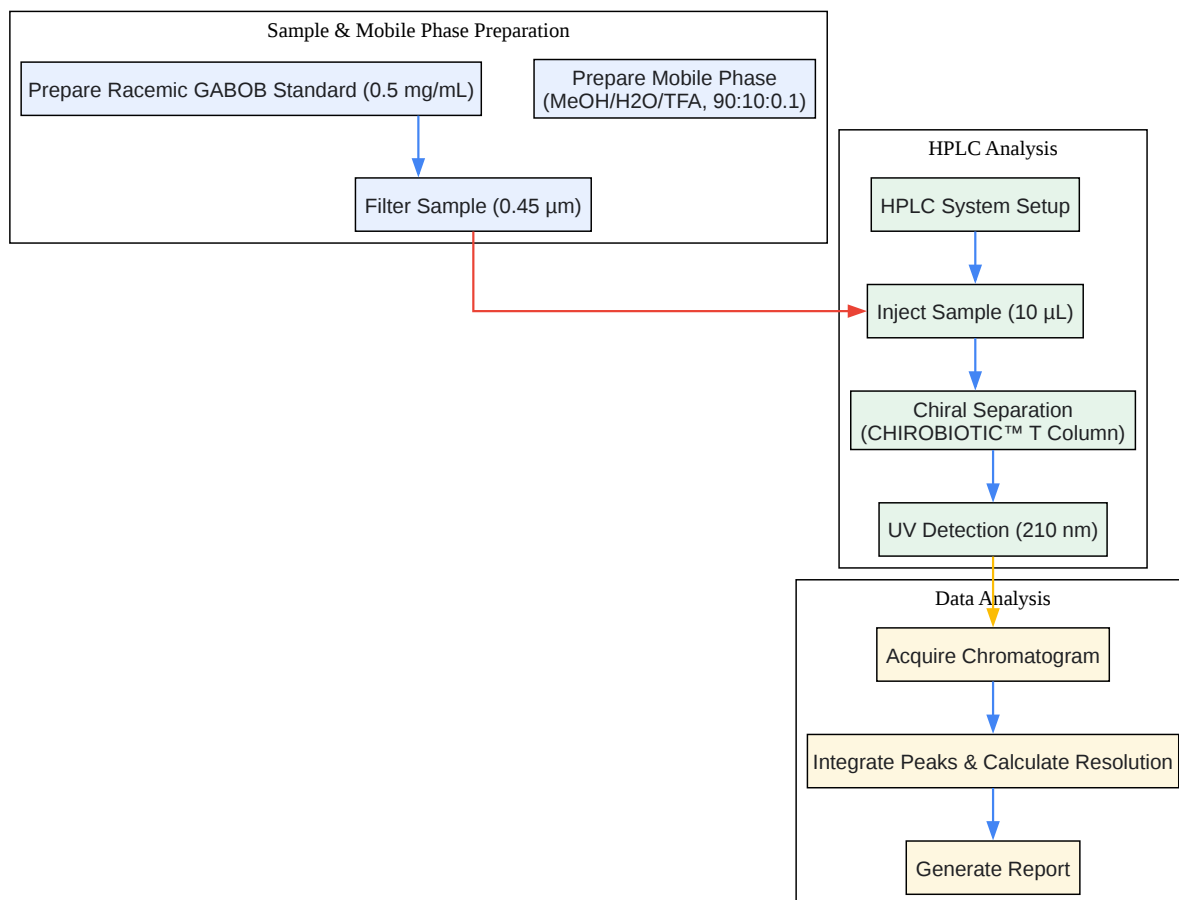 Sample & Mobile Phase Preparation
Prepare Racemic GABOB Standard (0.5 mg/mL)
Prepare Mobile Phase
(MeOH/H2O/TFA, 90:10:0.1)
Filter Sample (0.45 µm)
HPLC Analysis
HPLC System Setup
Inject Sample (10 µL)
Chiral Separation
(CHIROBIOTIC™ T Column)
UV Detection (210 nm)
Data Analysis
Acquire Chromatogram
Integrate Peaks & Calculate Resolution
Generate Report